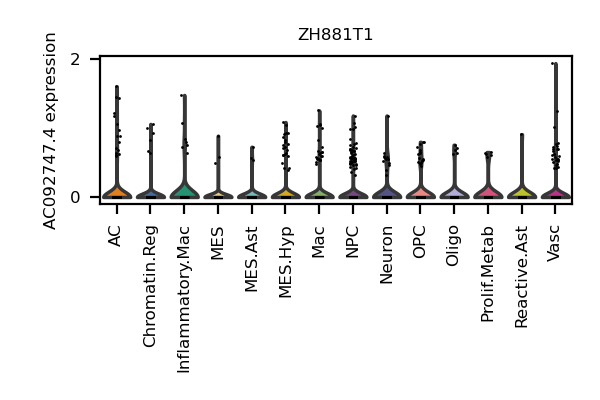 ZH881T1
AC092747.4 expression
2
0
AC
Chromatin.Reg
Inflammatory.Mac
MES
MES.Ast
MES.Hyp
Mac
NPC
Neuron
OPC
Oligo
Prolif.Metab
Reactive.Ast
Vasc